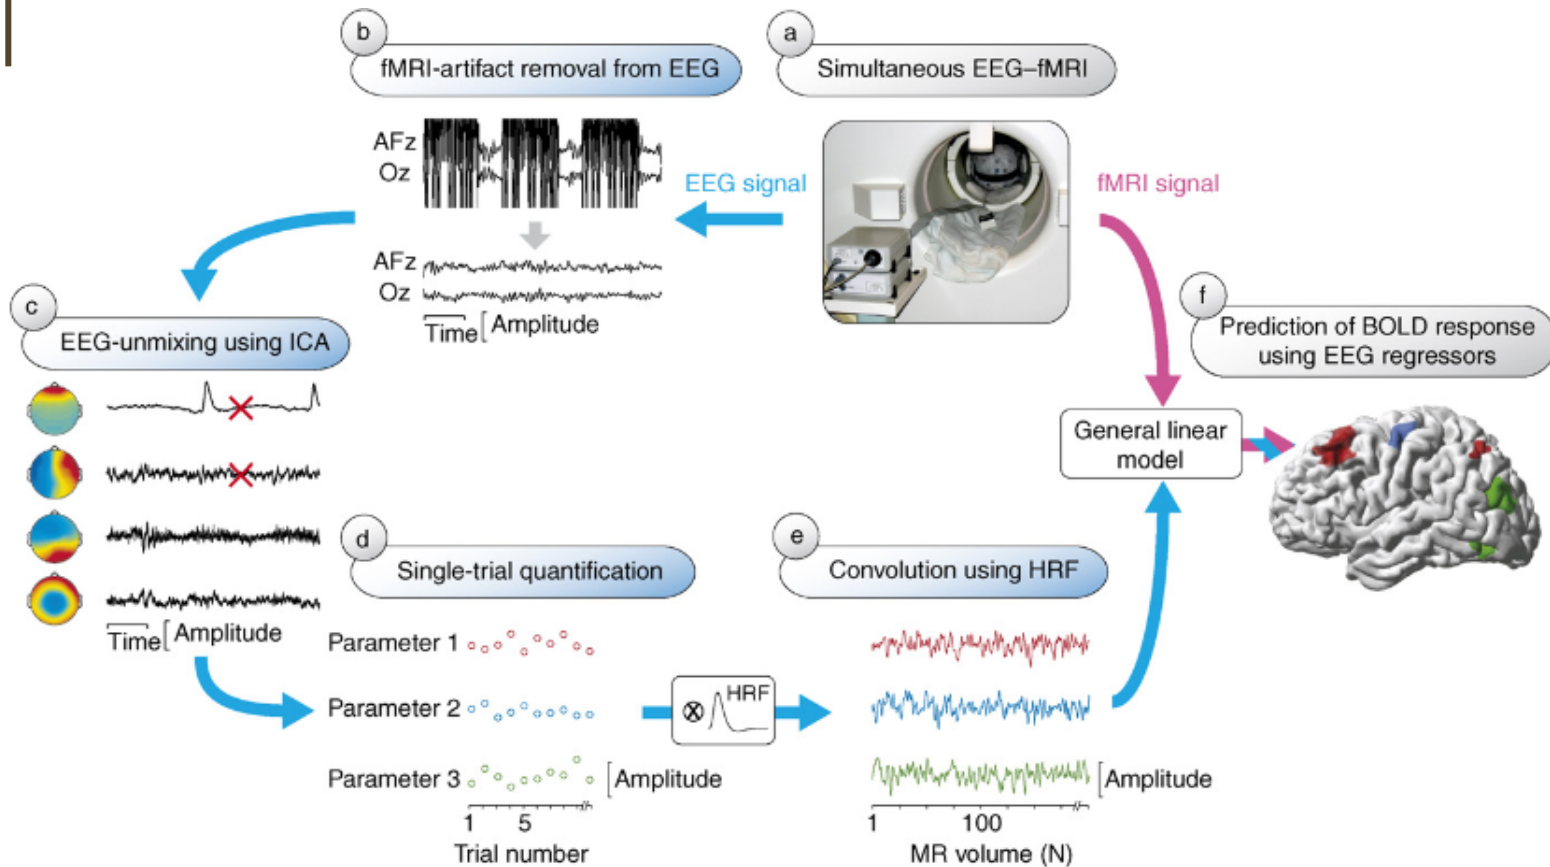 a
Simultaneous EEG–fMRI
EEG signal
fMRI signal
b
fMRI-artifact removal from EEG
AFz
Oz
AFz
Oz
Time
Amplitude
c
EEG-unmixing using ICA
Time
Amplitude
d
Single-trial quantification
Parameter 1
Parameter 2
Parameter 3
Amplitude
1 5
Trial number
HRF
e
Convolution using HRF
Amplitude
1 100
MR volume (N)
General linear
model
f
Prediction of BOLD response
using EEG regressors